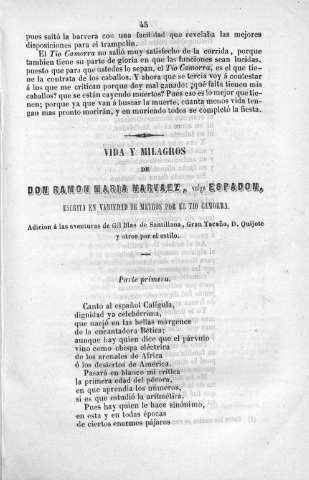 45
pues saltó la barrera con una facilidad que revelaba las mejores
disposiciones para el trampolin.
El Tio Camorra no salió muy satisfecho de la corrida, porque
tambien tiene su parte de gloria en que las funciones sean lucidas,
puesto que para que ustedes lo sepan, el Tio Camorra, es el que tie-
ne la contrata de los caballos. Y ahora que se tercia voy á contestar
á los que me critican porque doy mal ganado: ¿qué falta tienen mis
caballos? que se están cayendo muertos? Pues eso es lo mejor que tie-
nen; porque ya que van á buscar la muerte, cuanta menos vida ten-
gan mas pronto morirán, y en muriendo todos se completó la fiesta.
VIDA Y MILAGROS
DE
DON RAMON MARIA NARVAEZ, vulgo ESPADON,
ESCRITA EN VARIEDAD DE METROS POR EL TIO CAMORRA.
Adicion á las aventuras de Gil Blas de Santillana, Gran Tacaño, D. Quijote
y otros por el estilo.
Parte primera.
Canto al español Calígula,
dignidad ya celebérrima,
que nació en las bellas márgenes
de la encantadora Bética;
aunque hay quien dice que el párvulo
vino como chispa eléctrica
de los arenales de Africa
ó los desiertos de América.
Pasaré en blanco mi crítica
la primera edad del pécora,
en que aprendia los números,
si es que estudió la aritmética.
Pues hay quien le hace sinónimo,
en esta y en todas épocas
de ciertos enormes pájaros